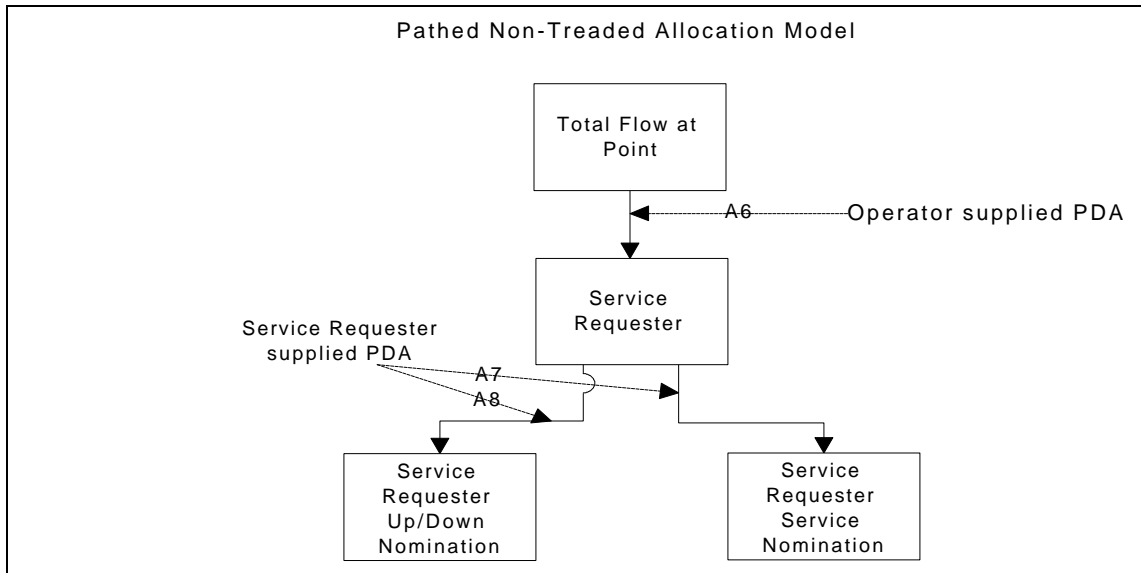 Pathed Non-Treaded Allocation Model
Total Flow at
Point
A6
Operator supplied PDA
Service
Requester
Service Requester
supplied PDA
A7
A8
Service
Requester
Up/Down
Nomination
Service
Requester
Service
Nomination